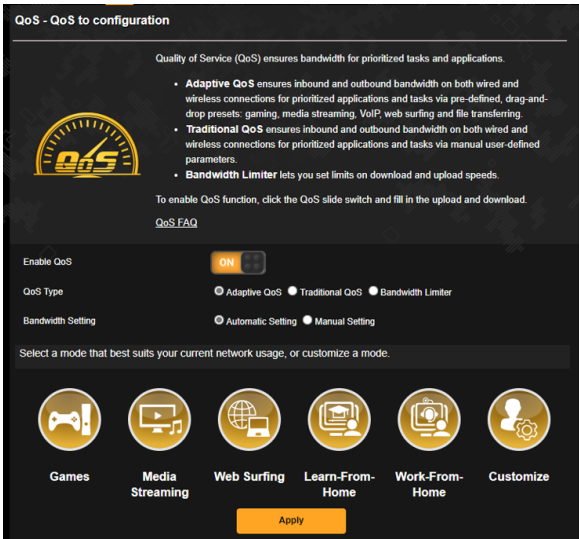 QoS - QoS to configuration
Quality of Service (QoS) ensures bandwidth for prioritized tasks and applications.
• Adaptive QoS ensures inbound and outbound bandwidth on both wired and
wireless connections for prioritized applications and tasks via pre-defined, drag-and-
drop presets: gaming, media streaming, VoIP, web surfing and file transferring.
• Traditional QoS ensures inbound and outbound bandwidth on both wired and
wireless connections for prioritized applications and tasks via manual user-defined
parameters.
• Bandwidth Limiter lets you set limits on download and upload speeds.
QoS
To enable QoS function, click the QoS slide switch and fill in the upload and download.
QoS FAQ
Enable QoS ON
QoS Type Adaptive QoS Traditional QoS Bandwidth Limiter
Bandwidth Setting Automatic Setting Manual Setting
Select a mode that best suits your current network usage, or customize a mode.
Games Media Web Surfing Learn-From- Work-From- Customize
Streaming Home Home
Apply